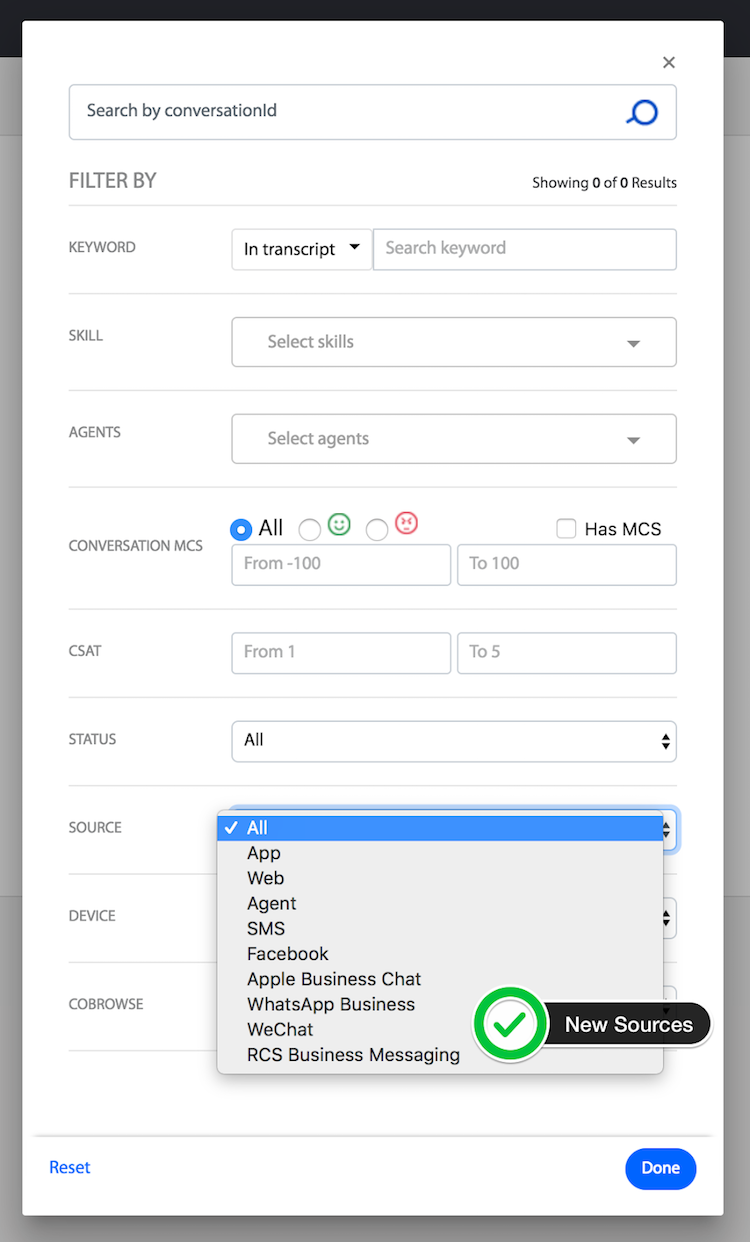 Search by conversationId
FILTER BY
Showing 0 of 0 Results
KEYWORD
In transcript
Search keyword
SKILL
Select skills
AGENTS
Select agents
CONVERSATION MCS
All
Has MCS
From -100
To 100
CSAT
From 1
To 5
STATUS
All
SOURCE
✓ All
App
Web
Agent
SMS
Facebook
Apple Business Chat
WhatsApp Business
WeChat
RCS Business Messaging
New Sources
DEVICE
COBROWSE
Reset
Done